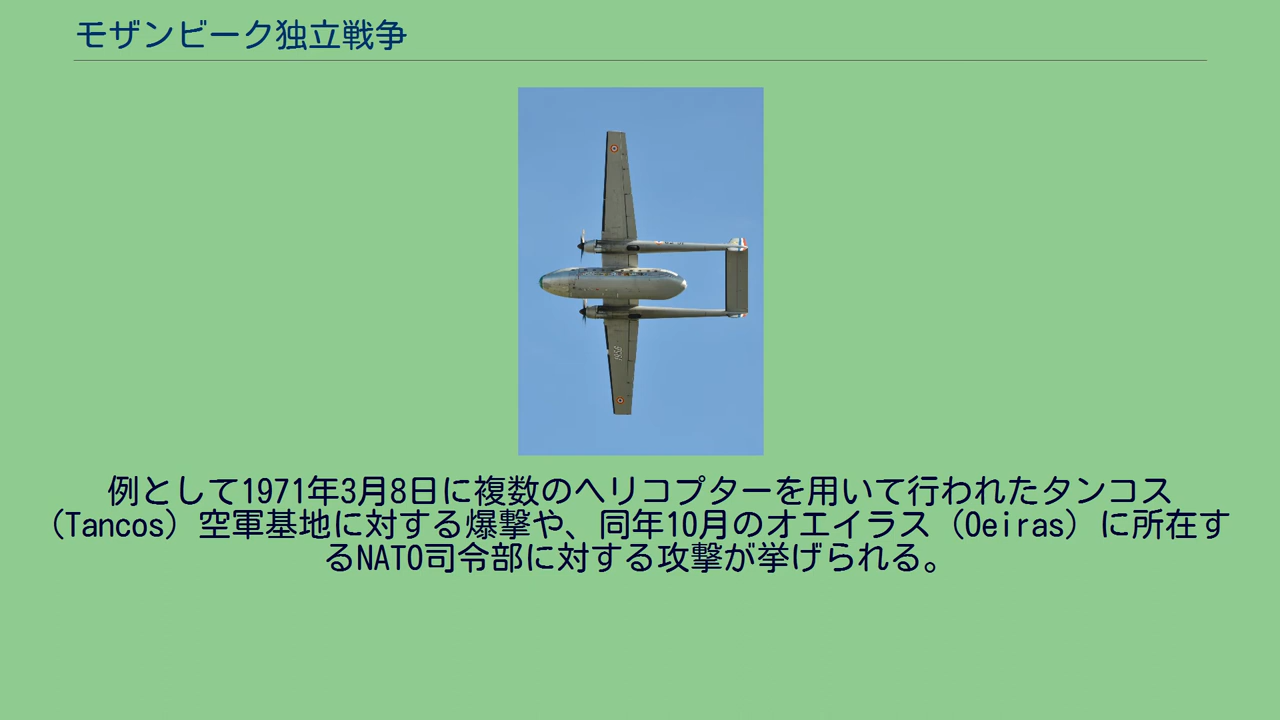 モザンビーク独立戦争
例として1971年3月8日に複数のヘリコプターを用いて行われたタンコス
（Tancos）空軍基地に対する爆撃や、同年10月のオエイラス（Oeiras）に所在す
るNATO司令部に対する攻撃が挙げられる。